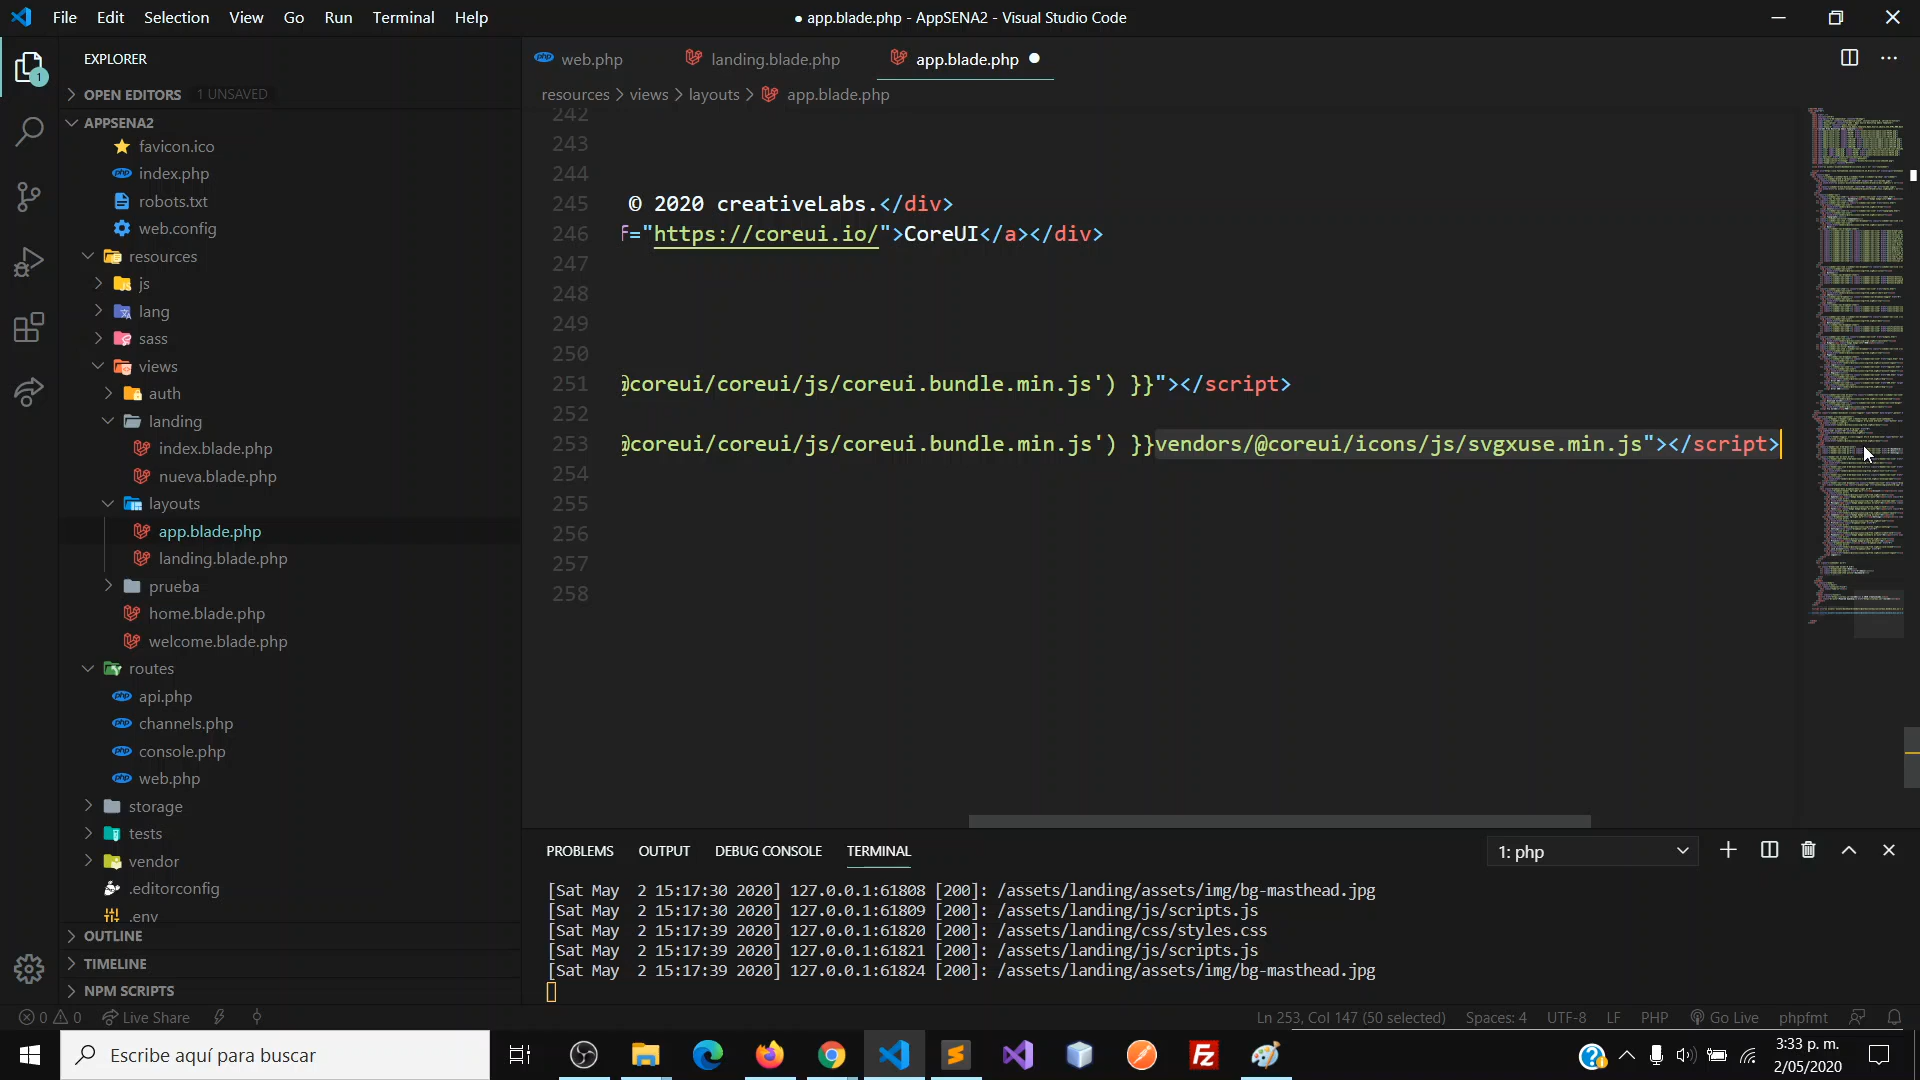 File Edit Selection View Go Run Terminal Help
● app.blade.php - AppSENA2 - Visual Studio Code
EXPLORER
OPEN EDITORS 1 UNSAVED
APPSENA2
favicon.ico
index.php
robots.txt
web.config
resources
js
lang
sass
views
auth
landing
index.blade.php
nueva.blade.php
layouts
app.blade.php
landing.blade.php
prueba
home.blade.php
welcome.blade.php
routes
api.php
channels.php
console.php
web.php
storage
tests
vendor
.editorconfig
.env
OUTLINE
TIMELINE
NPM SCRIPTS
web.php landing.blade.php app.blade.php
resources > views > layouts > app.blade.php
242
243
244
245 © 2020 creativeLabs.</div>
246 f="https://coreui.io/">CoreUI</a></div>
247
248
249
250
251 @coreui/coreui/js/coreui.bundle.min.js') }}"></script>
252
253 @coreui/coreui/js/coreui.bundle.min.js') }}vendors/@coreui/icons/js/svgxuse.min.js"></script>
254
255
256
257
258
PROBLEMS OUTPUT DEBUG CONSOLE TERMINAL 1: php
[Sat May  2 15:17:30 2020] 127.0.0.1:61808 [200]: /assets/landing/assets/img/bg-masthead.jpg
[Sat May  2 15:17:30 2020] 127.0.0.1:61809 [200]: /assets/landing/js/scripts.js
[Sat May  2 15:17:39 2020] 127.0.0.1:61820 [200]: /assets/landing/css/styles.css
[Sat May  2 15:17:39 2020] 127.0.0.1:61821 [200]: /assets/landing/js/scripts.js
[Sat May  2 15:17:39 2020] 127.0.0.1:61824 [200]: /assets/landing/assets/img/bg-masthead.jpg
0 0 Live Share Ln 253, Col 147 (50 selected) Spaces: 4 UTF-8 LF PHP Go Live phpfmt
Escribe aquí para buscar
3:33 p. m.
2/05/2020